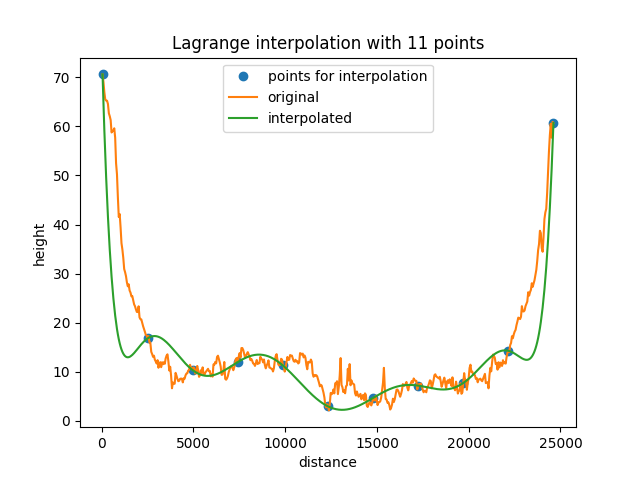 Lagrange interpolation with 11 points
points for interpolation
original
interpolated
height
70
60
50
40
30
20
10
0
0 5000 10000 15000 20000 25000
distance